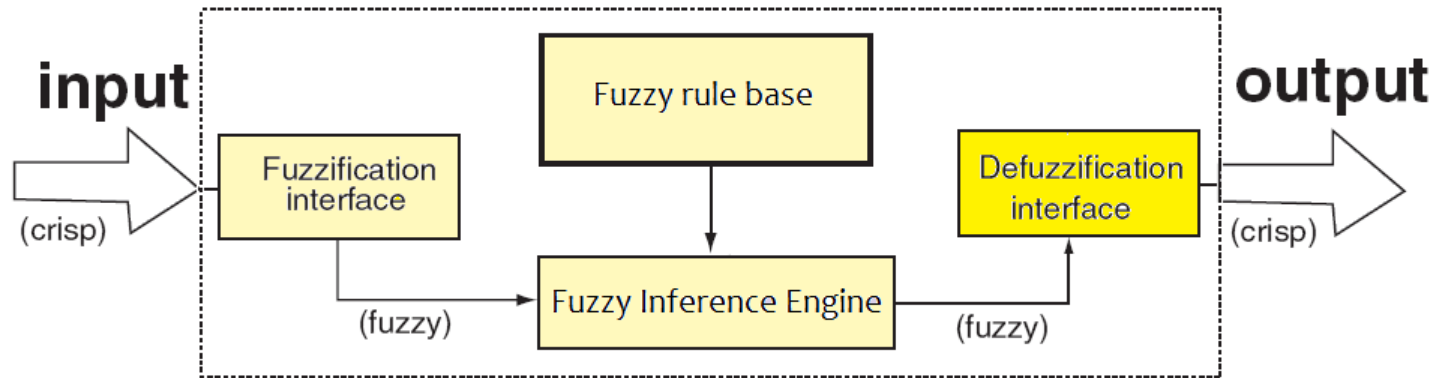 input
(crisp)
Fuzzification
interface
(fuzzy)
Fuzzy rule base
Fuzzy Inference Engine
(fuzzy)
Defuzzification
interface
output
(crisp)